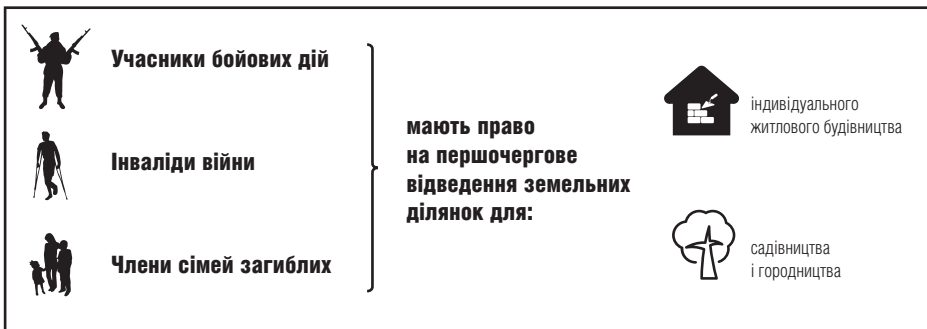 Учасники бойових дій
Інваліди війни
Члени сімей загиблих
мають право
на першочергове
відведення земельних
ділянок для:
індивідуального
житлового будівництва
садівництва
і городництва